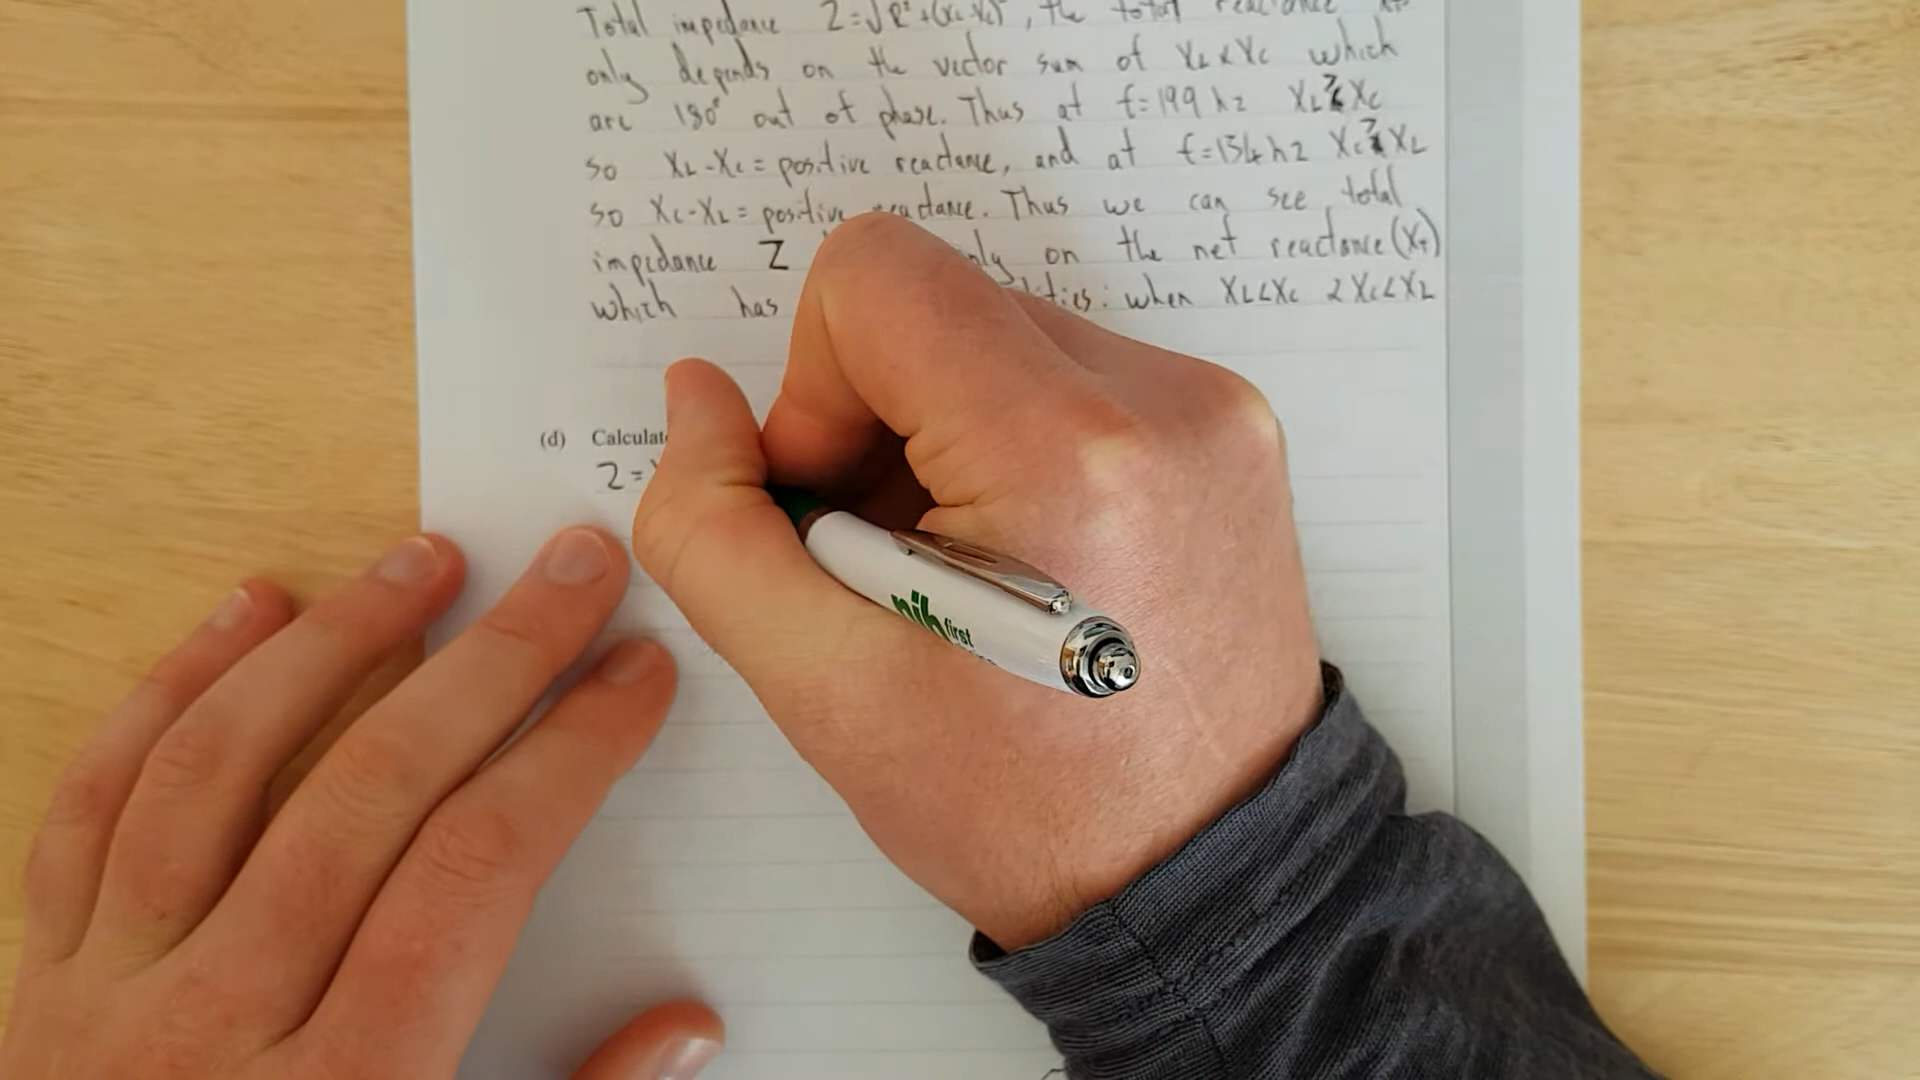 Total impedance Z=√R²+(XL-XC)², the total reactance
only depends on the vector sum of XL & XC which
are 180° out of phase. Thus at f=199 hz XL > XC
so XL-XC = positive reactance, and at f=134hz XC > XL
so XC-XL = positive reactance. Thus we can see total
impedance Z only on the net reactance (XT)
which has when XL<XC & XC<XL
(d) Calculate
Z=
nib first